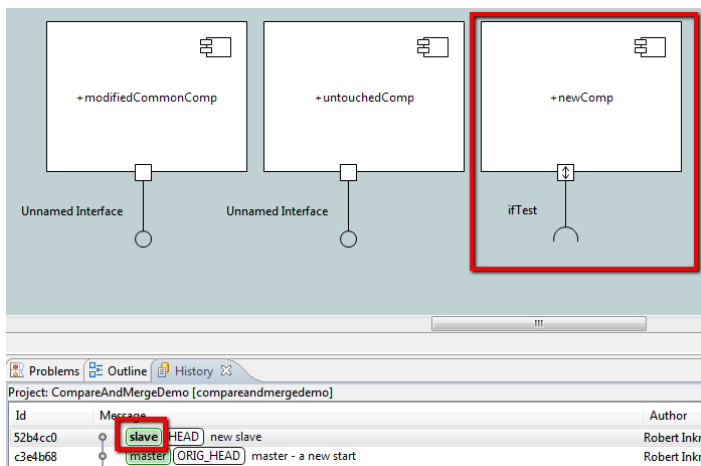 +modifiedCommonComp +untouchedComp +newComp
Unnamed Interface Unnamed Interface ifTest
Problems Outline History
Project: CompareAndMergeDemo [compareandmergedemo]
Id Message Author
52b4cc0 slave HEAD new slave Robert Inkr
c3e4b68 master ORIG_HEAD master - a new start Robert Inkr